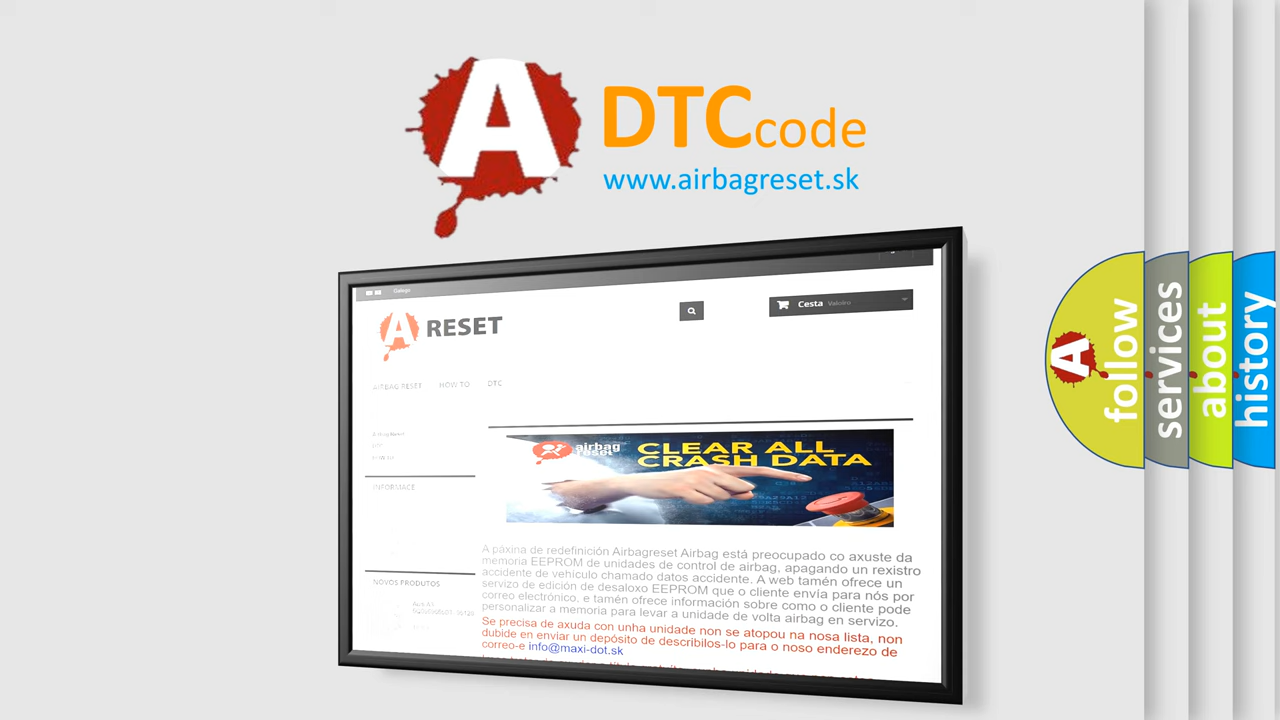 A
DTC code
www.airbagreset.sk
Galego
A RESET
Cesta
AIRBAG RESET HOW TO DTC
INFORMACE
airbag
reset
CLEAR ALL
CRASH DATA
A páxina de redefinición Airbagreset Airbag está preocupado co axuste da
memoria EEPROM de unidades de control de airbag, apagando un rexistro
accidente de vehículo chamado datos accidente. A web tamén ofrece un
servizo de edición de desaloxo EEPROM que o cliente envía para nós por
correo electrónico, e tamén ofrece información sobre como o cliente pode
personalizar a memoria para levar a unidade de volta airbag en servizo.
Se precisa de axuda con unha unidade non se atopou na nosa lista, non
dubide en enviar un depósito de describilos-lo para o noso enderezo de
correo-e info@maxi-dot.sk
NOVOS PRODUTOS
A
follow
services
about
history